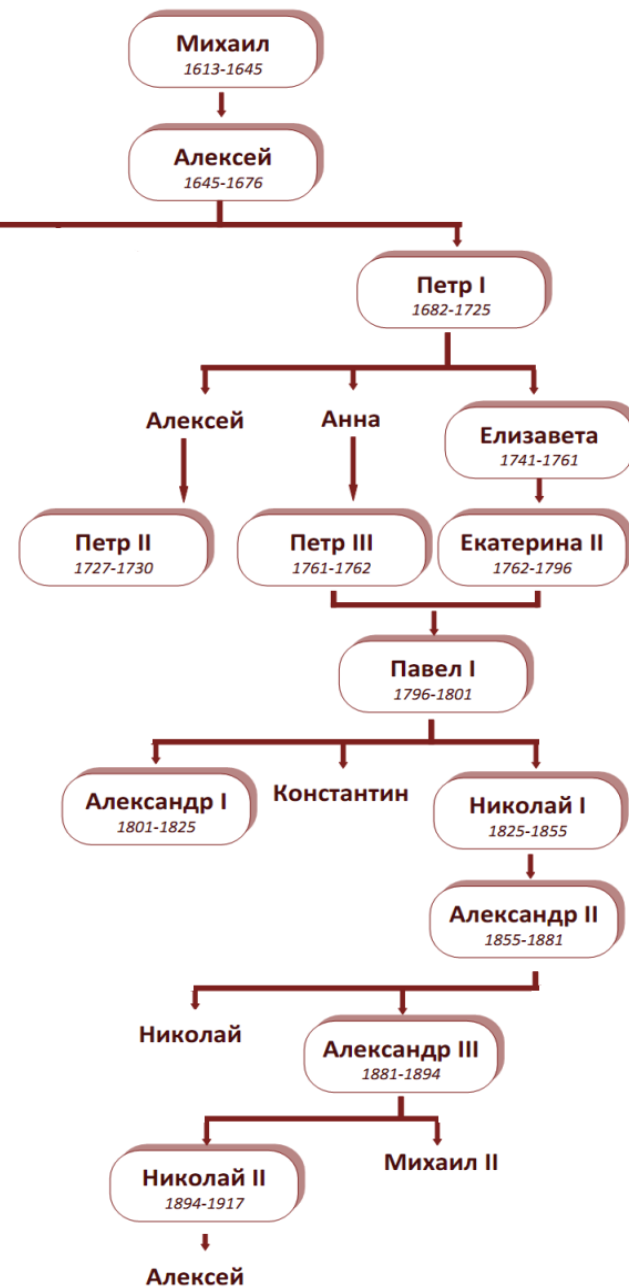 Михаил
1613-1645
Алексей
1645-1676
Петр I
1682-1725
Алексей
Анна
Елизавета
1741-1761
Петр II
1727-1730
Петр III
1761-1762
Екатерина II
1762-1796
Павел I
1796-1801
Александр I
1801-1825
Константин
Николай I
1825-1855
Александр II
1855-1881
Николай
Александр III
1881-1894
Николай II
1894-1917
Михаил II
Алексей